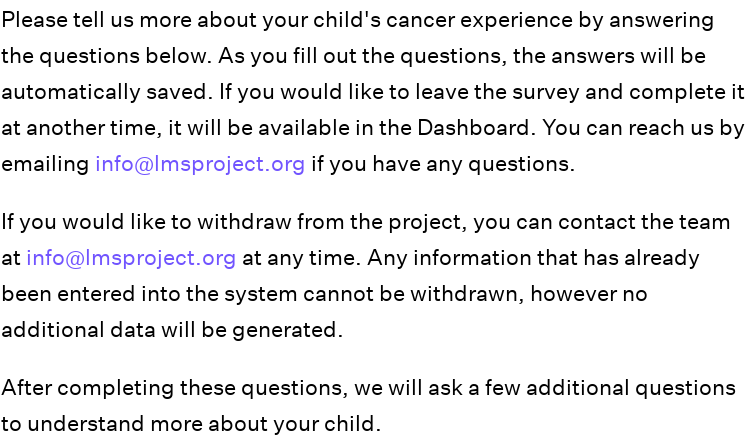 Please tell us more about your child's cancer experience by answering
the questions below. As you fill out the questions, the answers will be
automatically saved. If you would like to leave the survey and complete it
at another time, it will be available in the Dashboard. You can reach us by
emailing info@lmsproject.org if you have any questions.
If you would like to withdraw from the project, you can contact the team
at info@lmsproject.org at any time. Any information that has already
been entered into the system cannot be withdrawn, however no
additional data will be generated.
After completing these questions, we will ask a few additional questions
to understand more about your child.